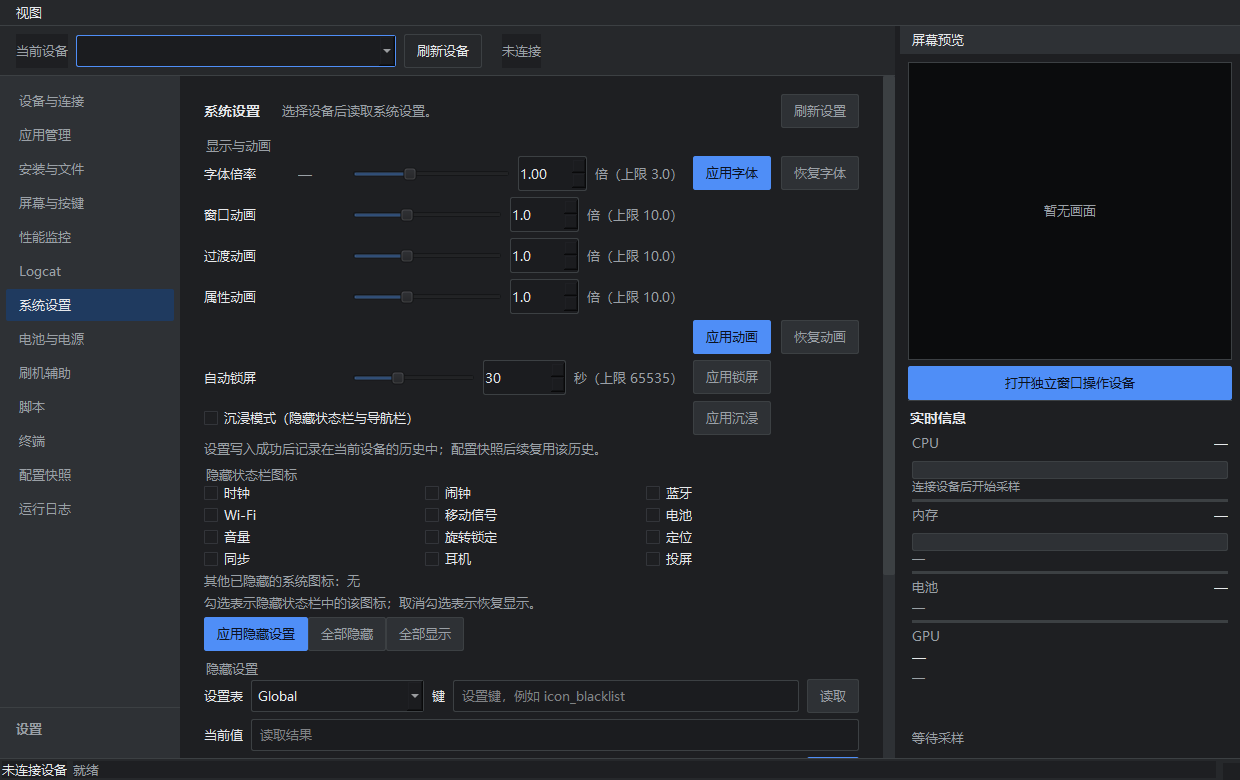 视图
当前设备
刷新设备
未连接
屏幕预览
设备与连接
应用管理
安装与文件
屏幕与按键
性能监控
Logcat
系统设置
电池与电源
刷机辅助
脚本
终端
配置快照
运行日志
设置
系统设置 选择设备后读取系统设置。 刷新设置
显示与动画
字体倍率 — 1.00 倍（上限 3.0） 应用字体 恢复字体
窗口动画 1.0 倍（上限 10.0）
过渡动画 1.0 倍（上限 10.0）
属性动画 1.0 倍（上限 10.0）
应用动画 恢复动画
自动锁屏 30 秒（上限 65535） 应用锁屏
沉浸模式（隐藏状态栏与导航栏） 应用沉浸
设置写入成功后记录在当前设备的历史中；配置快照后续复用该历史。
隐藏状态栏图标
时钟 闹钟 蓝牙
Wi-Fi 移动信号 电池
音量 旋转锁定 定位
同步 耳机 投屏
其他已隐藏的系统图标：无
勾选表示隐藏状态栏中的该图标；取消勾选表示恢复显示。
应用隐藏设置 全部隐藏 全部显示
隐藏设置
设置表 Global 键 设置键，例如 icon_blacklist 读取
当前值 读取结果
暂无画面
打开独立窗口操作设备
实时信息
CPU —
连接设备后开始采样
内存 —
—
电池 —
—
GPU
—
—
等待采样
未连接设备 就绪